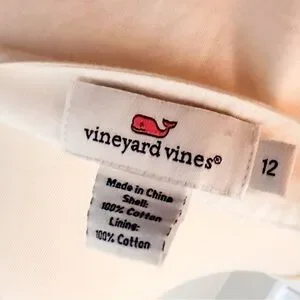 vineyard vines®
12
Made in China
Shell:
100% Cotton
Lining:
100% Cotton